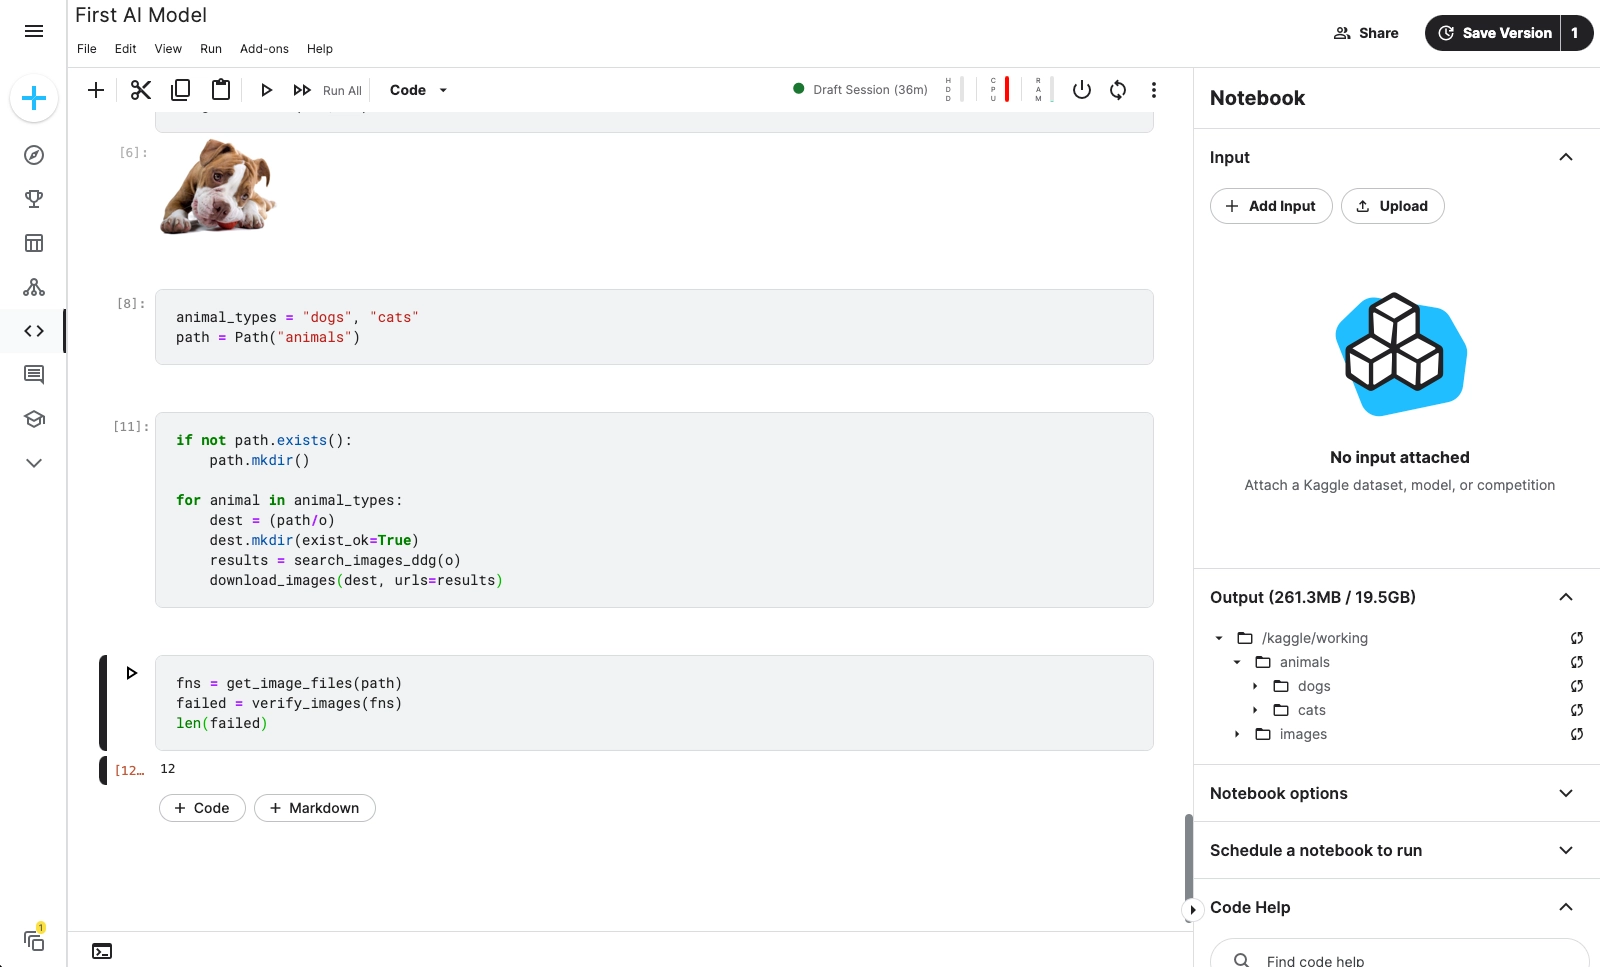 First AI Model
File Edit View Run Add-ons Help
Share
Save Version 1
Run All Code
Draft Session (36m)
HDD
CPU
RAM
[6]:
[8]:
animal_types = "dogs", "cats"
path = Path("animals")
[11]:
if not path.exists():
    path.mkdir()
for animal in animal_types:
    dest = (path/o)
    dest.mkdir(exist_ok=True)
    results = search_images_ddg(o)
    download_images(dest, urls=results)
fns = get_image_files(path)
failed = verify_images(fns)
len(failed)
[12…
12
+ Code + Markdown
1
Notebook
Input
+ Add Input Upload
No input attached
Attach a Kaggle dataset, model, or competition
Output (261.3MB / 19.5GB)
/kaggle/working
animals
dogs
cats
images
Notebook options
Schedule a notebook to run
Code Help
Find code help